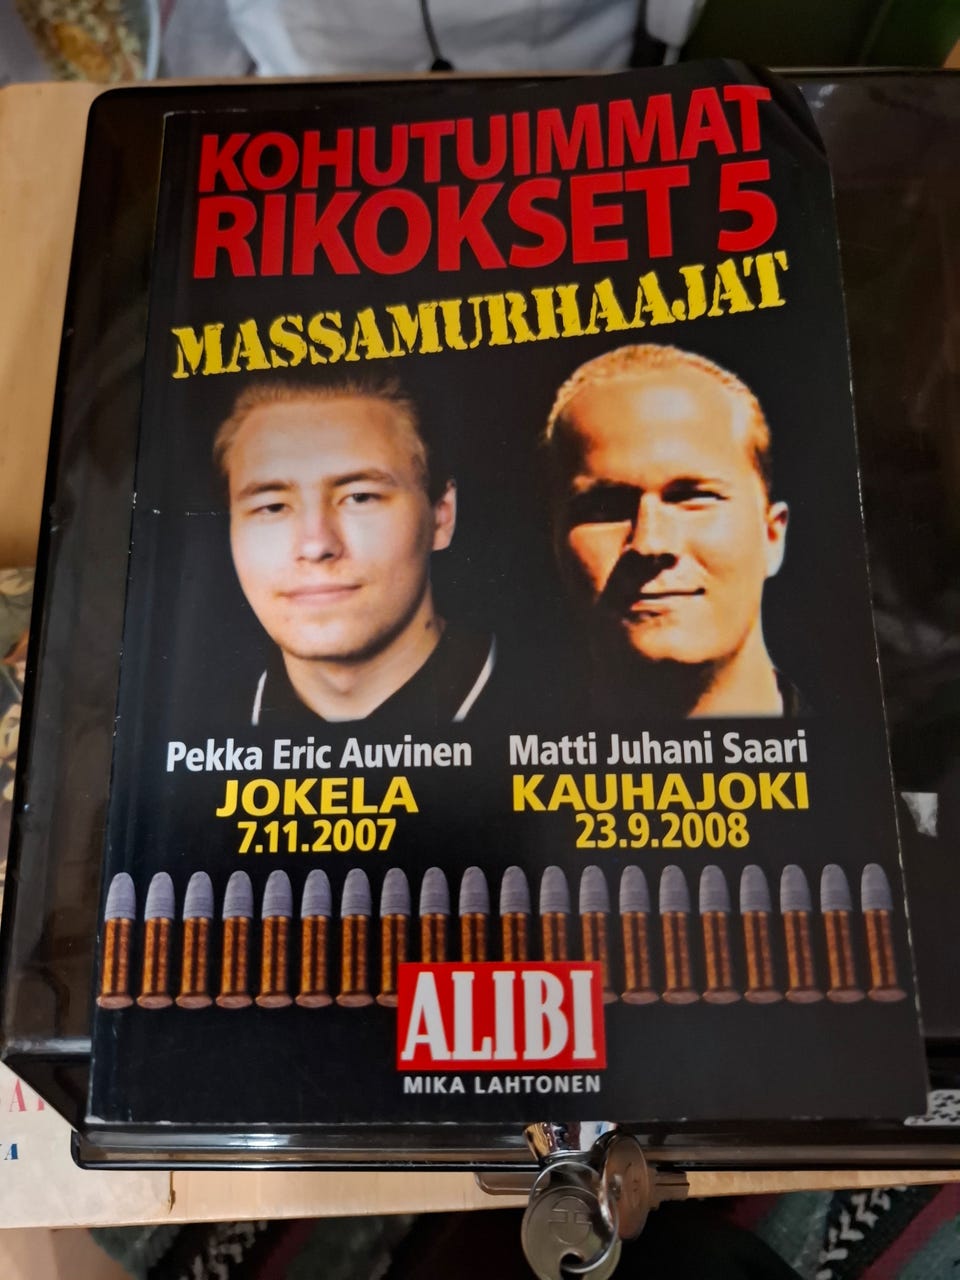 KOHUTUIMMAT
RIKOKSET 5
MASSAMURHAAJAT
Pekka Eric Auvinen
JOKELA
7.11.2007
Matti Juhani Saari
KAUHAJOKI
23.9.2008
ALIBI
MIKA LAHTONEN